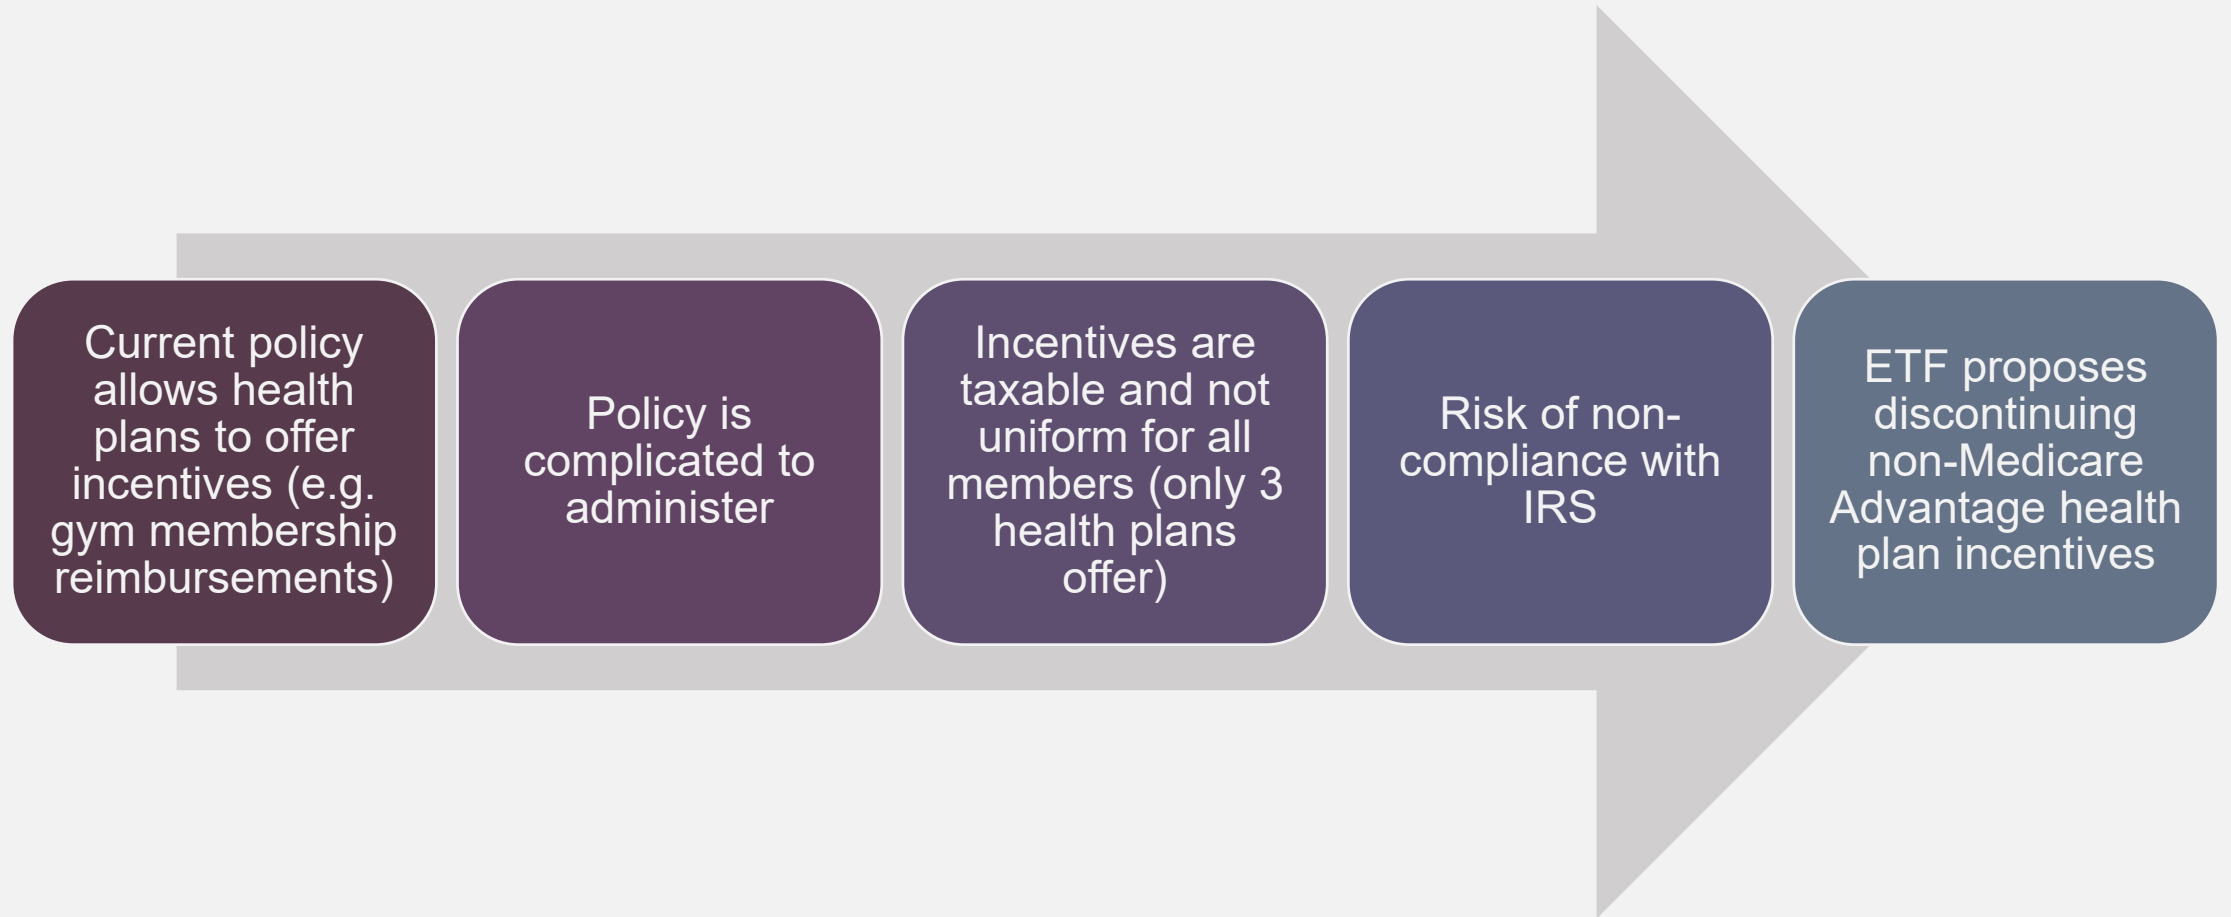 Current policy
allows health
plans to offer
incentives (e.g.
gym membership
reimbursements)
Policy is
complicated to
administer
Incentives are
taxable and not
uniform for all
members (only 3
health plans
offer)
Risk of non-
compliance with
IRS
ETF proposes
discontinuing
non-Medicare
Advantage health
plan incentives